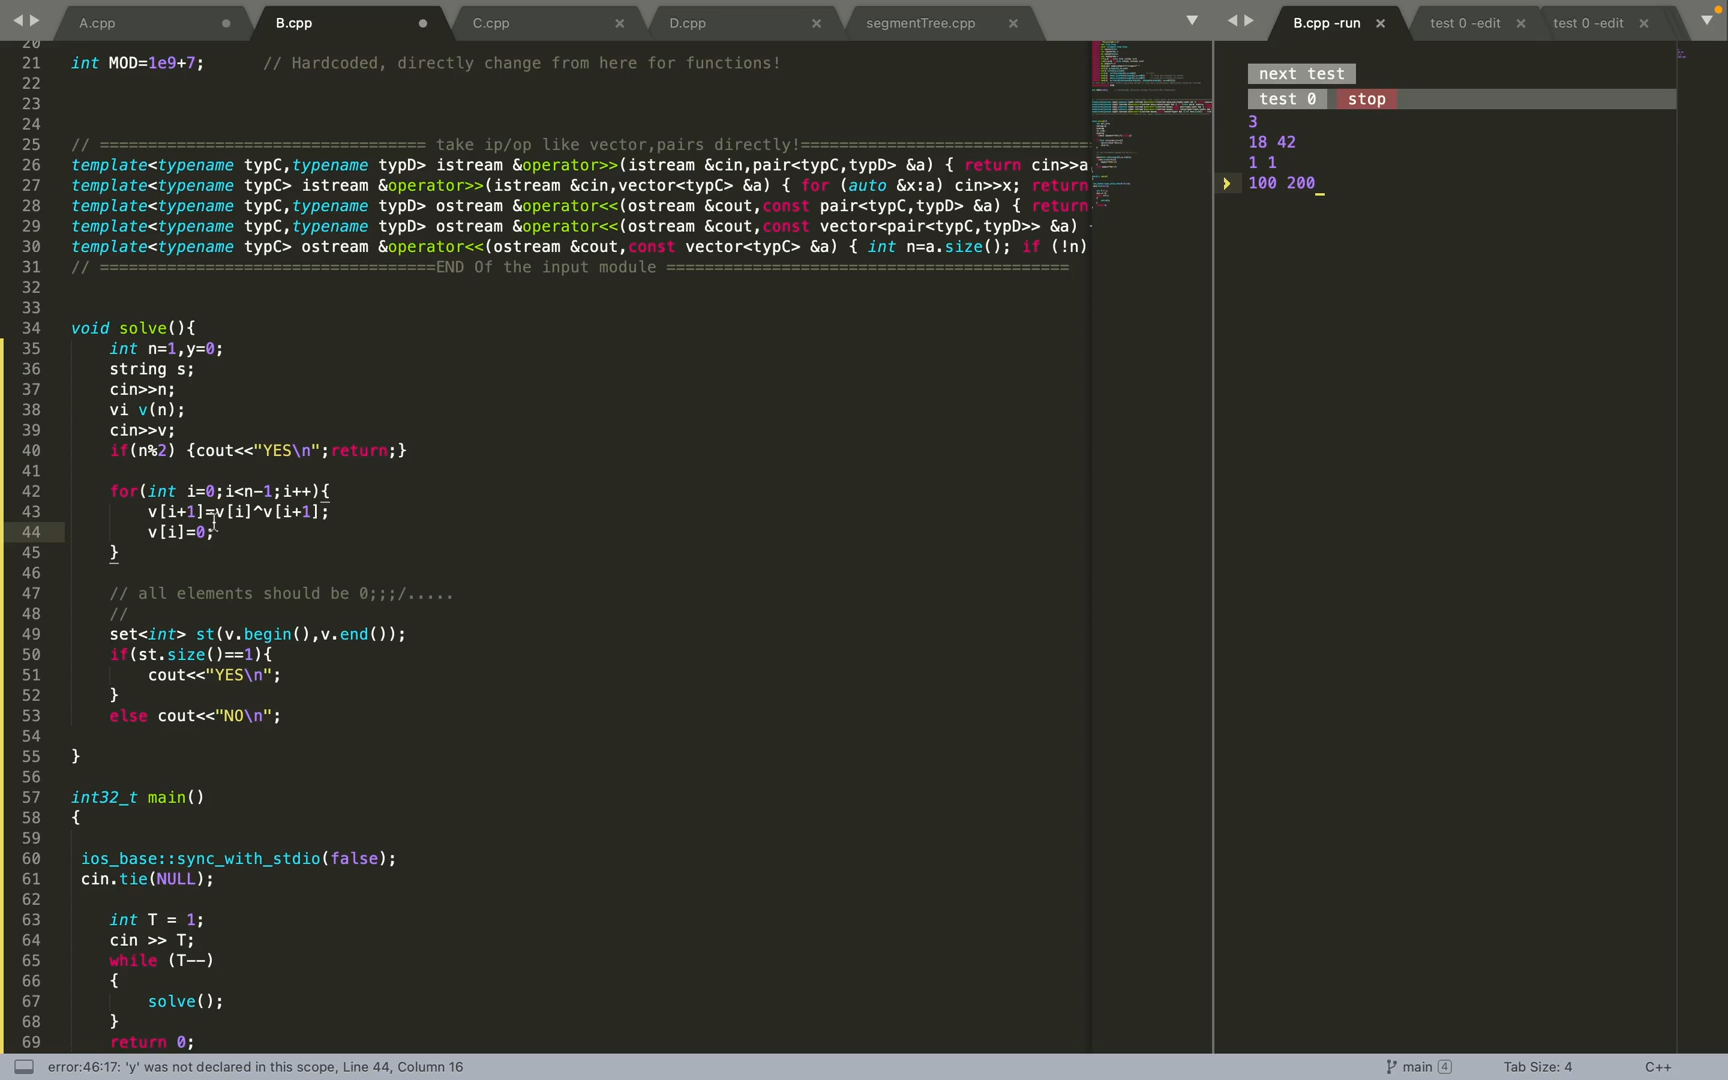 A.cpp B.cpp C.cpp D.cpp segmentTree.cpp
20
21 int MOD=1e9+7; // Hardcoded, directly change from here for functions!
22
23
24
25 // ================================= take ip/op like vector,pairs directly!==============================
26 template<typename typC,typename typD> istream &operator>>(istream &cin,pair<typC,typD> &a) { return cin>>a
27 template<typename typC> istream &operator>>(istream &cin,vector<typC> &a) { for (auto &x:a) cin>>x; return
28 template<typename typC,typename typD> ostream &operator<<(ostream &cout,const pair<typC,typD> &a) { return
29 template<typename typC,typename typD> ostream &operator<<(ostream &cout,const vector<pair<typC,typD>> &a)
30 template<typename typC> ostream &operator<<(ostream &cout,const vector<typC> &a) { int n=a.size(); if (!n)
31 // ===================================END Of the input module ==========================================
32
33
34 void solve(){
35 int n=1,y=0;
36 string s;
37 cin>>n;
38 vi v(n);
39 cin>>v;
40 if(n%2) {cout<<"YES\n";return;}
41
42 for(int i=0;i<n-1;i++){
43 v[i+1]=v[i]^v[i+1];
44 v[i]=0;
45 }
46
47 // all elements should be 0;;;/.....
48 //
49 set<int> st(v.begin(),v.end());
50 if(st.size()==1){
51 cout<<"YES\n";
52 }
53 else cout<<"NO\n";
54
55 }
56
57 int32_t main()
58 {
59
60 ios_base::sync_with_stdio(false);
61 cin.tie(NULL);
62
63 int T = 1;
64 cin >> T;
65 while (T--)
66 {
67 solve();
68 }
69 return 0;
B.cpp -run test 0 -edit test 0 -edit
next test
test 0 stop
3
18 42
1 1
100 200
error:46:17: 'y' was not declared in this scope, Line 44, Column 16 main 4 Tab Size: 4 C++